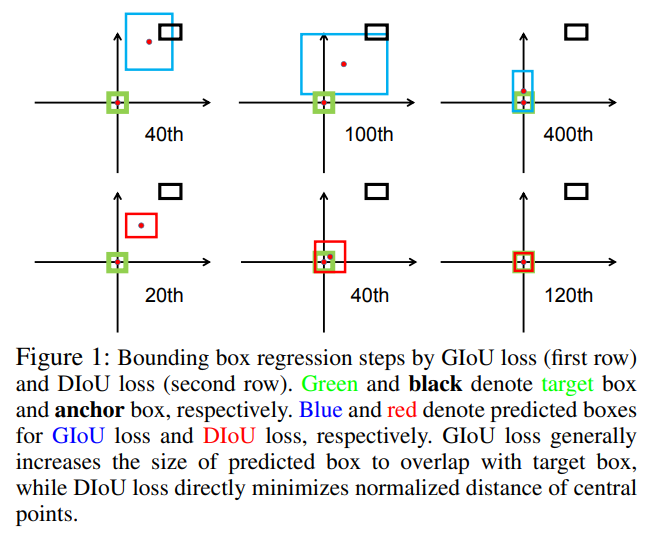 40th
100th
400th
20th
40th
120th
Figure 1: Bounding box regression steps by GIoU loss (first row)
and DIoU loss (second row). Green and black denote target box
and anchor box, respectively. Blue and red denote predicted boxes
for GIoU loss and DIoU loss, respectively. GIoU loss generally
increases the size of predicted box to overlap with target box,
while DIoU loss directly minimizes normalized distance of central
points.